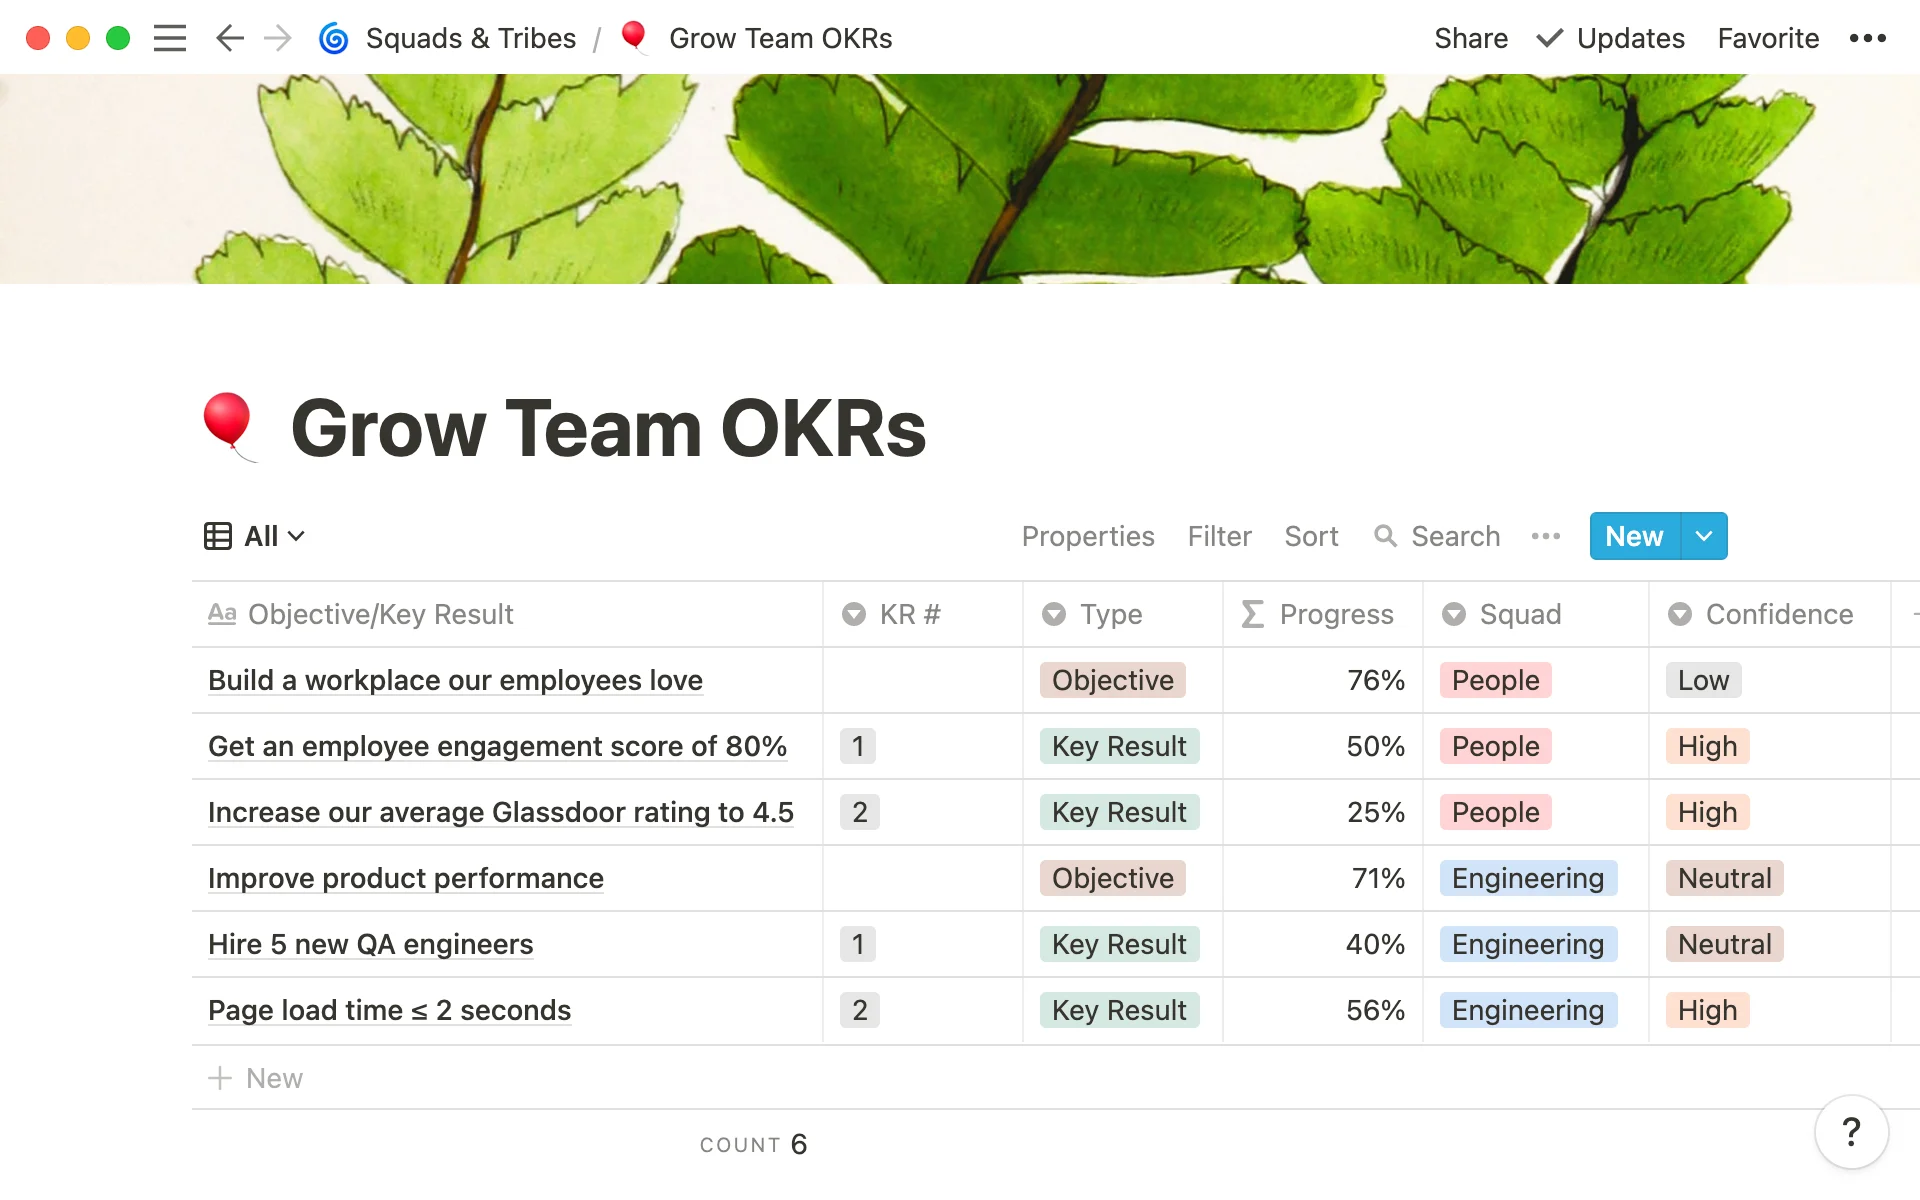 Squads & Tribes / Grow Team OKRs Share Updates Favorite
Grow Team OKRs
All Properties Filter Sort Search New
Aa Objective/Key Result KR # Type Progress Squad Confidence
Build a workplace our employees love Objective 76% People Low
Get an employee engagement score of 80% 1 Key Result 50% People High
Increase our average Glassdoor rating to 4.5 2 Key Result 25% People High
Improve product performance Objective 71% Engineering Neutral
Hire 5 new QA engineers 1 Key Result 40% Engineering Neutral
Page load time ≤ 2 seconds 2 Key Result 56% Engineering High
+ New
COUNT 6
?